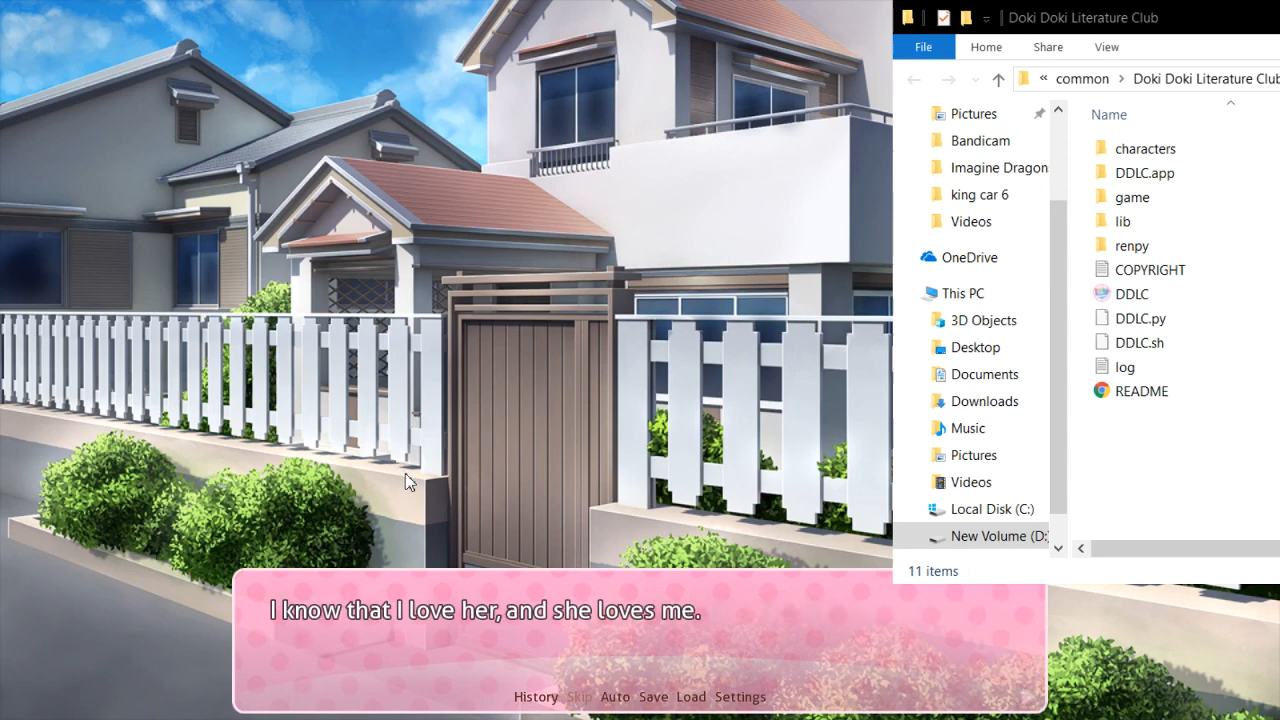 Doki Doki Literature Club
File Home Share View
« common > Doki Doki Literature Club
Pictures
Bandicam
Imagine Dragon
king car 6
Videos
OneDrive
This PC
3D Objects
Desktop
Documents
Downloads
Music
Pictures
Videos
Local Disk (C:)
New Volume (D:)
Name
characters
DDLC.app
game
lib
renpy
COPYRIGHT
DDLC
DDLC.py
DDLC.sh
log
README
11 items
I know that I love her, and she loves me.
History Skip Auto Save Load Settings